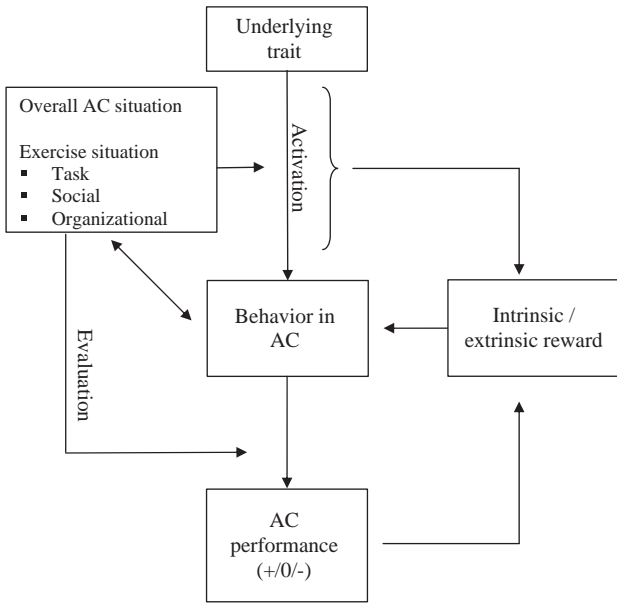 Underlying
trait
Overall AC situation
Exercise situation
▪ Task
▪ Social
▪ Organizational
Activation
Behavior in
AC
Intrinsic /
extrinsic reward
Evaluation
AC
performance
(+/0/-)